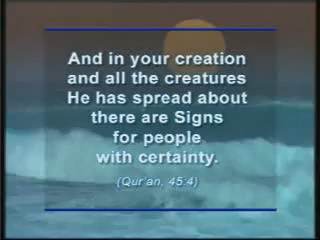 And in your creation
and all the creatures
He has spread about
there are Signs
for people
with certainty.
(Qur'an, 45:4)